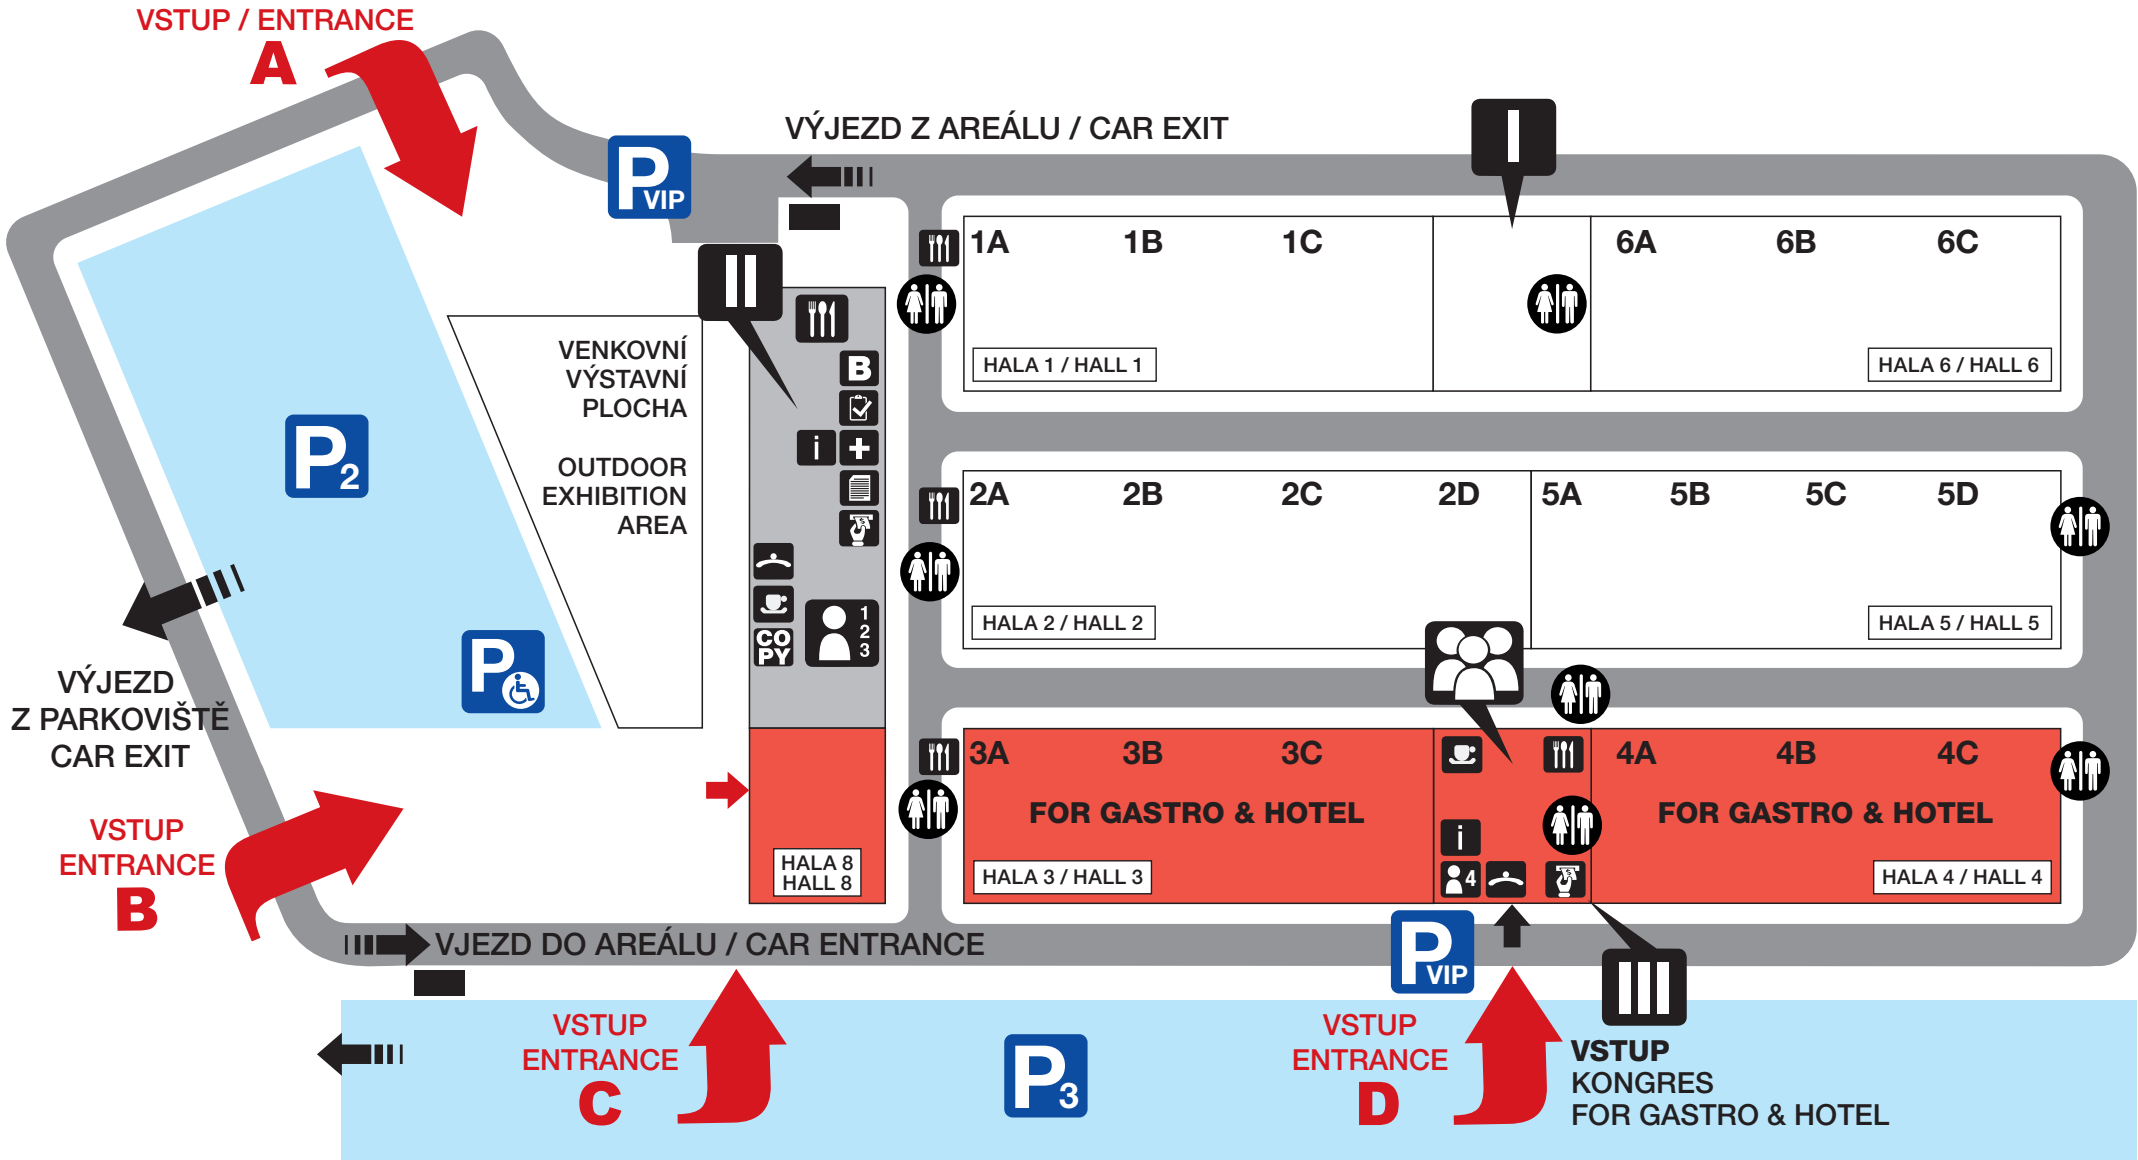 VSTUP / ENTRANCE
A
VÝJEZD Z AREÁLU / CAR EXIT
I
P VIP
II
1A 1B 1C 6A 6B 6C
HALA 1 / HALL 1
HALA 6 / HALL 6
VENKOVNÍ
VÝSTAVNÍ
PLOCHA
OUTDOOR
EXHIBITION
AREA
B
i
P2
2A 2B 2C 2D 5A 5B 5C 5D
HALA 2 / HALL 2
HALA 5 / HALL 5
1
2
3
CO
PY
P
VÝJEZD
Z PARKOVIŠTĚ
CAR EXIT
3A 3B 3C 4A 4B 4C
FOR GASTRO & HOTEL
FOR GASTRO & HOTEL
i
4
HALA 8
HALL 8
HALA 3 / HALL 3
HALA 4 / HALL 4
VSTUP
ENTRANCE
B
VJEZD DO AREÁLU / CAR ENTRANCE
P VIP
III
VSTUP
ENTRANCE
C
P3
VSTUP
ENTRANCE
D
VSTUP
KONGRES
FOR GASTRO & HOTEL